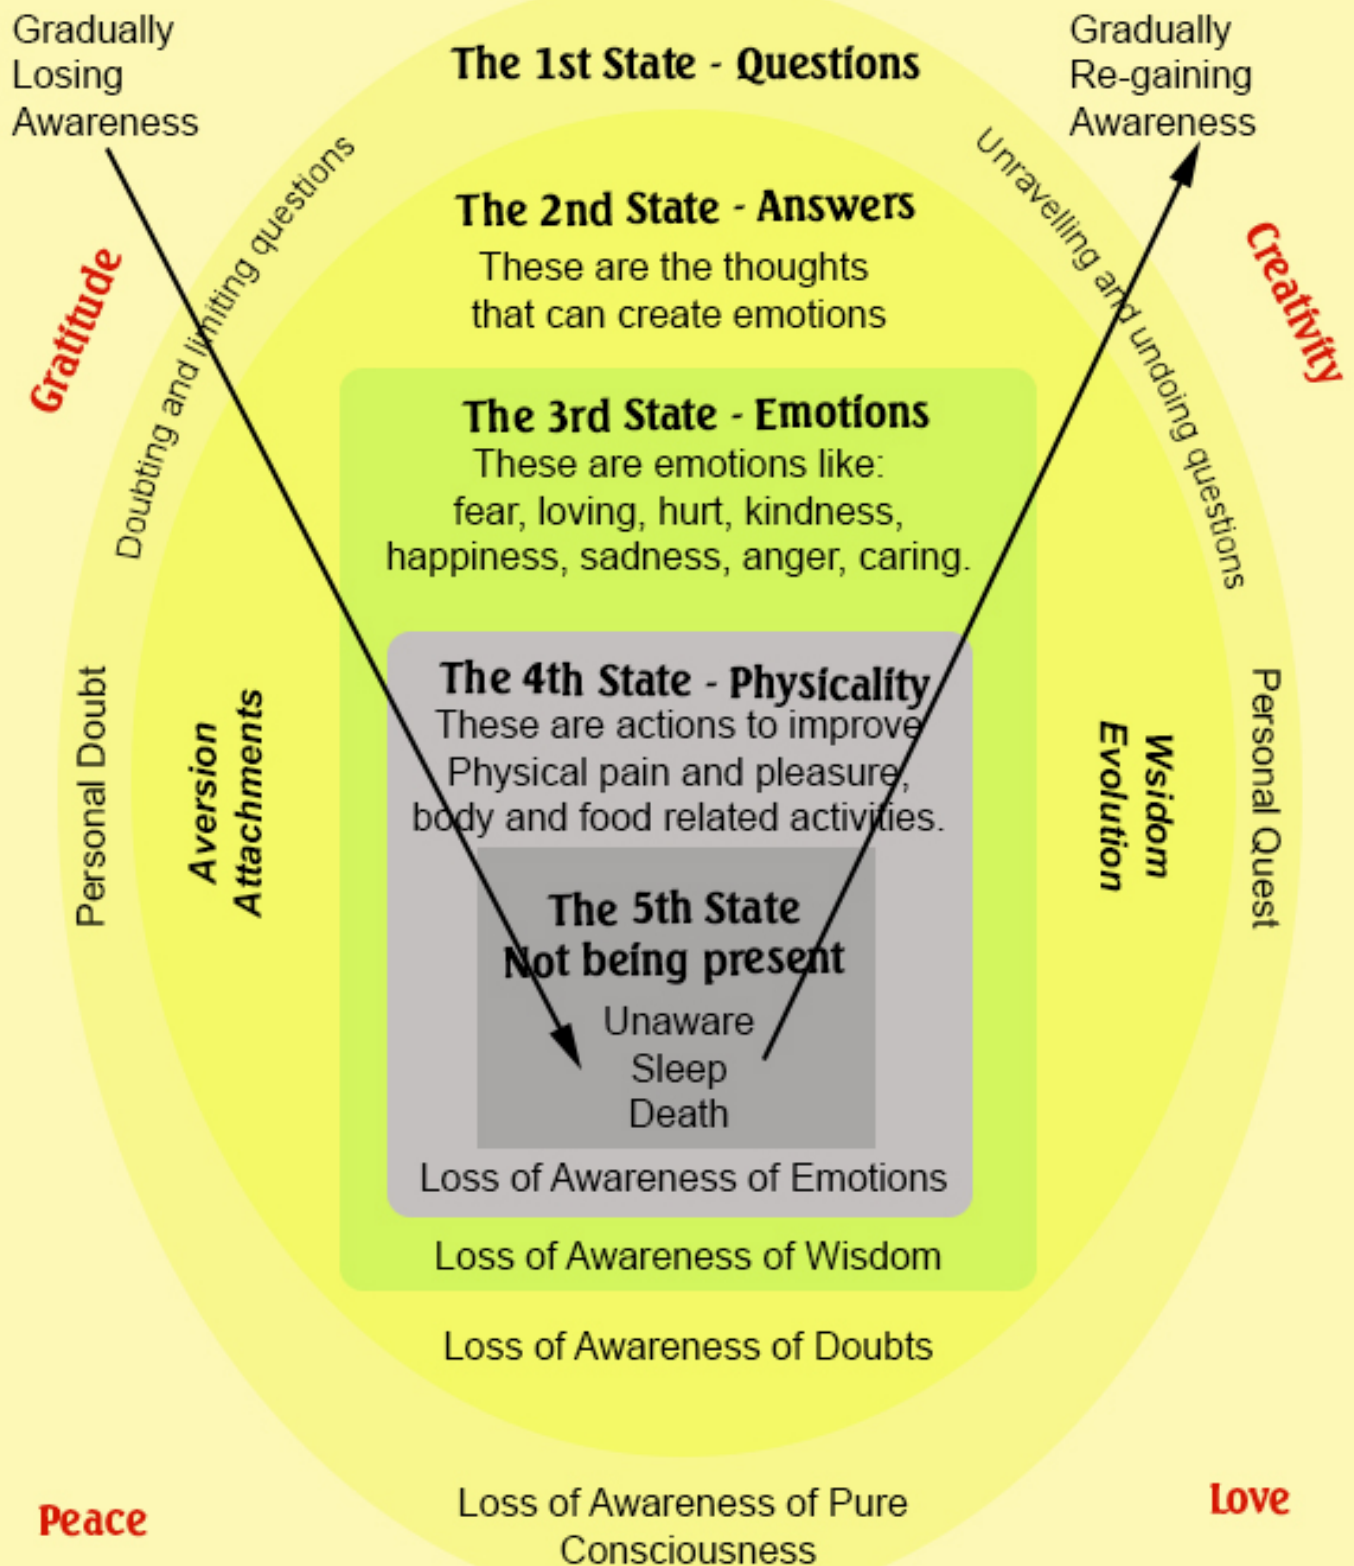 Gradually
Losing
Awareness
The 1st State - Questions
Gradually
Re-gaining
Awareness
Doubting and limiting questions
Unravelling and undoing questions
Gratitude
Creativity
The 2nd State - Answers
These are the thoughts
that can create emotions
The 3rd State - Emotions
These are emotions like:
fear, loving, hurt, kindness,
happiness, sadness, anger, caring.
Personal Doubt
Aversion
Attachments
The 4th State - Physicality
These are actions to improve
Physical pain and pleasure,
body and food related activities.
Wsidom
Evolution
Personal Quest
The 5th State
Not being present
Unaware
Sleep
Death
Loss of Awareness of Emotions
Loss of Awareness of Wisdom
Loss of Awareness of Doubts
Loss of Awareness of Pure
Consciousness
Peace
Love